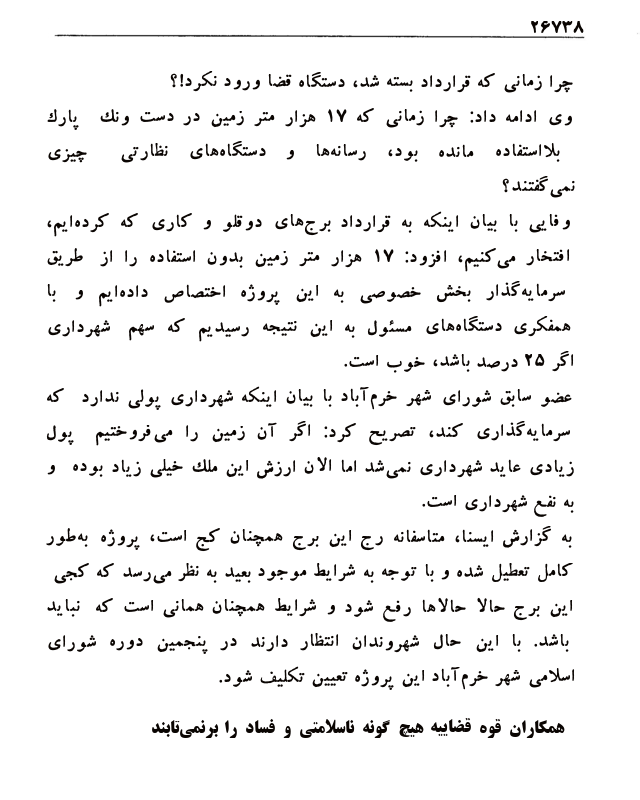 ۲۶۷۳۸
چرا زمانی که قرارداد بسته شد، دستگاه قضا ورود نکرد!؟
وی ادامه داد: چرا زمانی که ۱۷ هزار متر زمین در دست ونك پارك
بلااستفاده مانده بود، رسانه‌ها و دستگاه‌های نظارتی چیزی
نمی‌گفتند؟
وفایی با بیان اینکه به قرارداد برج‌های دوقلو و کاری که کرده‌ایم،
افتخار می‌کنیم، افزود: ۱۷ هزار متر زمین بدون استفاده را از طریق
سرمایه‌گذار بخش خصوصی به این پروژه اختصاص داده‌ایم و با
همفکری دستگاه‌های مسئول به این نتیجه رسیدیم که سهم شهرداری
اگر ۲۵ درصد باشد، خوب است.
عضو سابق شورای شهر خرم‌آباد با بیان اینکه شهرداری پولی ندارد که
سرمایه‌گذاری کند، تصریح کرد: اگر آن زمین را می‌فروختیم پول
زیادی عاید شهرداری نمی‌شد اما الان ارزش این ملك خیلی زیاد بوده و
به نفع شهرداری است.
به گزارش ایسنا، متاسفانه رج این برج همچنان کج است، پروژه به‌طور
کامل تعطیل شده و با توجه به شرایط موجود بعید به نظر می‌رسد که کجی
این برج حالا حالاها رفع شود و شرایط همچنان همانی است که نباید
باشد. با این حال شهروندان انتظار دارند در پنجمین دوره شورای
اسلامی شهر خرم‌آباد این پروژه تعیین تکلیف شود.
همکاران قوه قضاییه هیچ گونه ناسلامتی و فساد را برنمی‌تابند